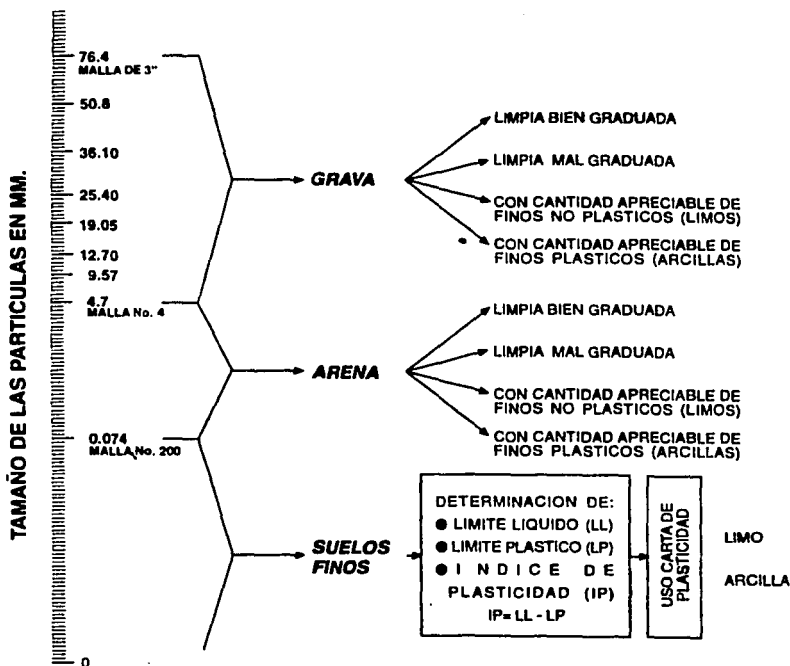 TAMAÑO DE LAS PARTICULAS EN MM.
76.4
MALLA DE 3"
50.8
36.10
25.40
19.05
12.70
9.57
4.7
MALLA No. 4
0.074
MALLA No. 200
0
GRAVA
LIMPIA BIEN GRADUADA
LIMPIA MAL GRADUADA
CON CANTIDAD APRECIABLE DE
FINOS NO PLASTICOS (LIMOS)
CON CANTIDAD APRECIABLE DE
FINOS PLASTICOS (ARCILLAS)
ARENA
LIMPIA BIEN GRADUADA
LIMPIA MAL GRADUADA
CON CANTIDAD APRECIABLE DE
FINOS NO PLASTICOS (LIMOS)
CON CANTIDAD APRECIABLE DE
FINOS PLASTICOS (ARCILLAS)
SUELOS
FINOS
DETERMINACION DE:
● LIMITE LIQUIDO (LL)
● LIMITE PLASTICO (LP)
● INDICE DE
PLASTICIDAD (IP)
IP= LL - LP
USO CARTA DE
PLASTICIDAD
LIMO
ARCILLA